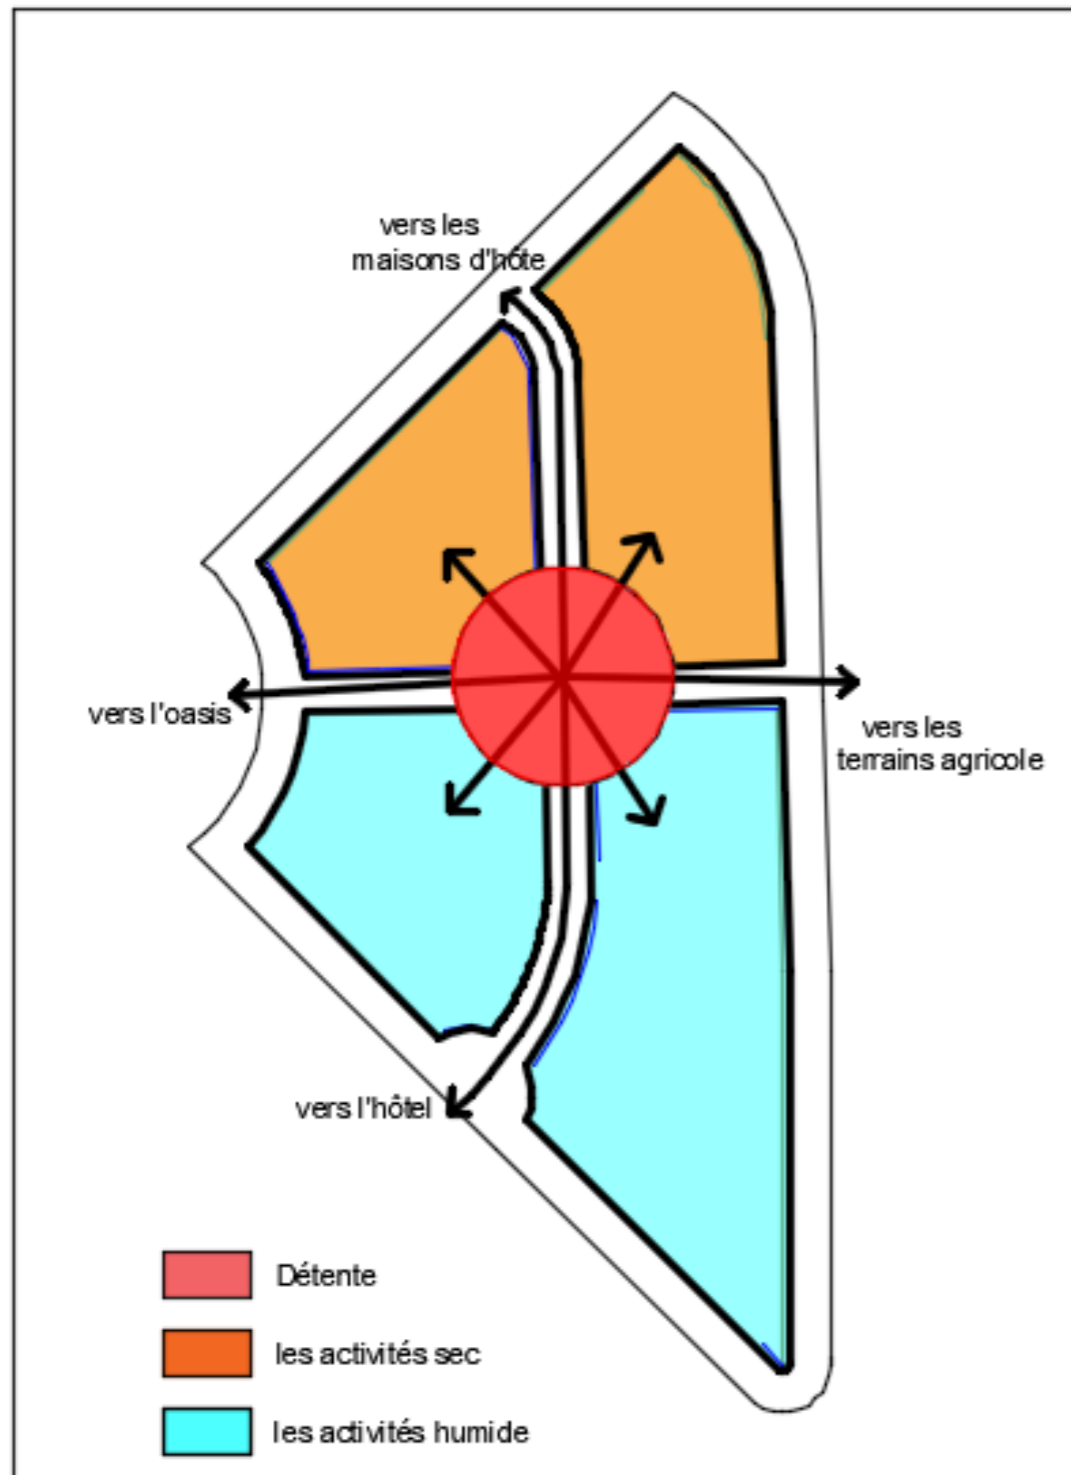 vers les
maisons d'hôte
vers l'oasis
vers les
terrains agricole
vers l'hôtel
Détente
les activités sec
les activités humide